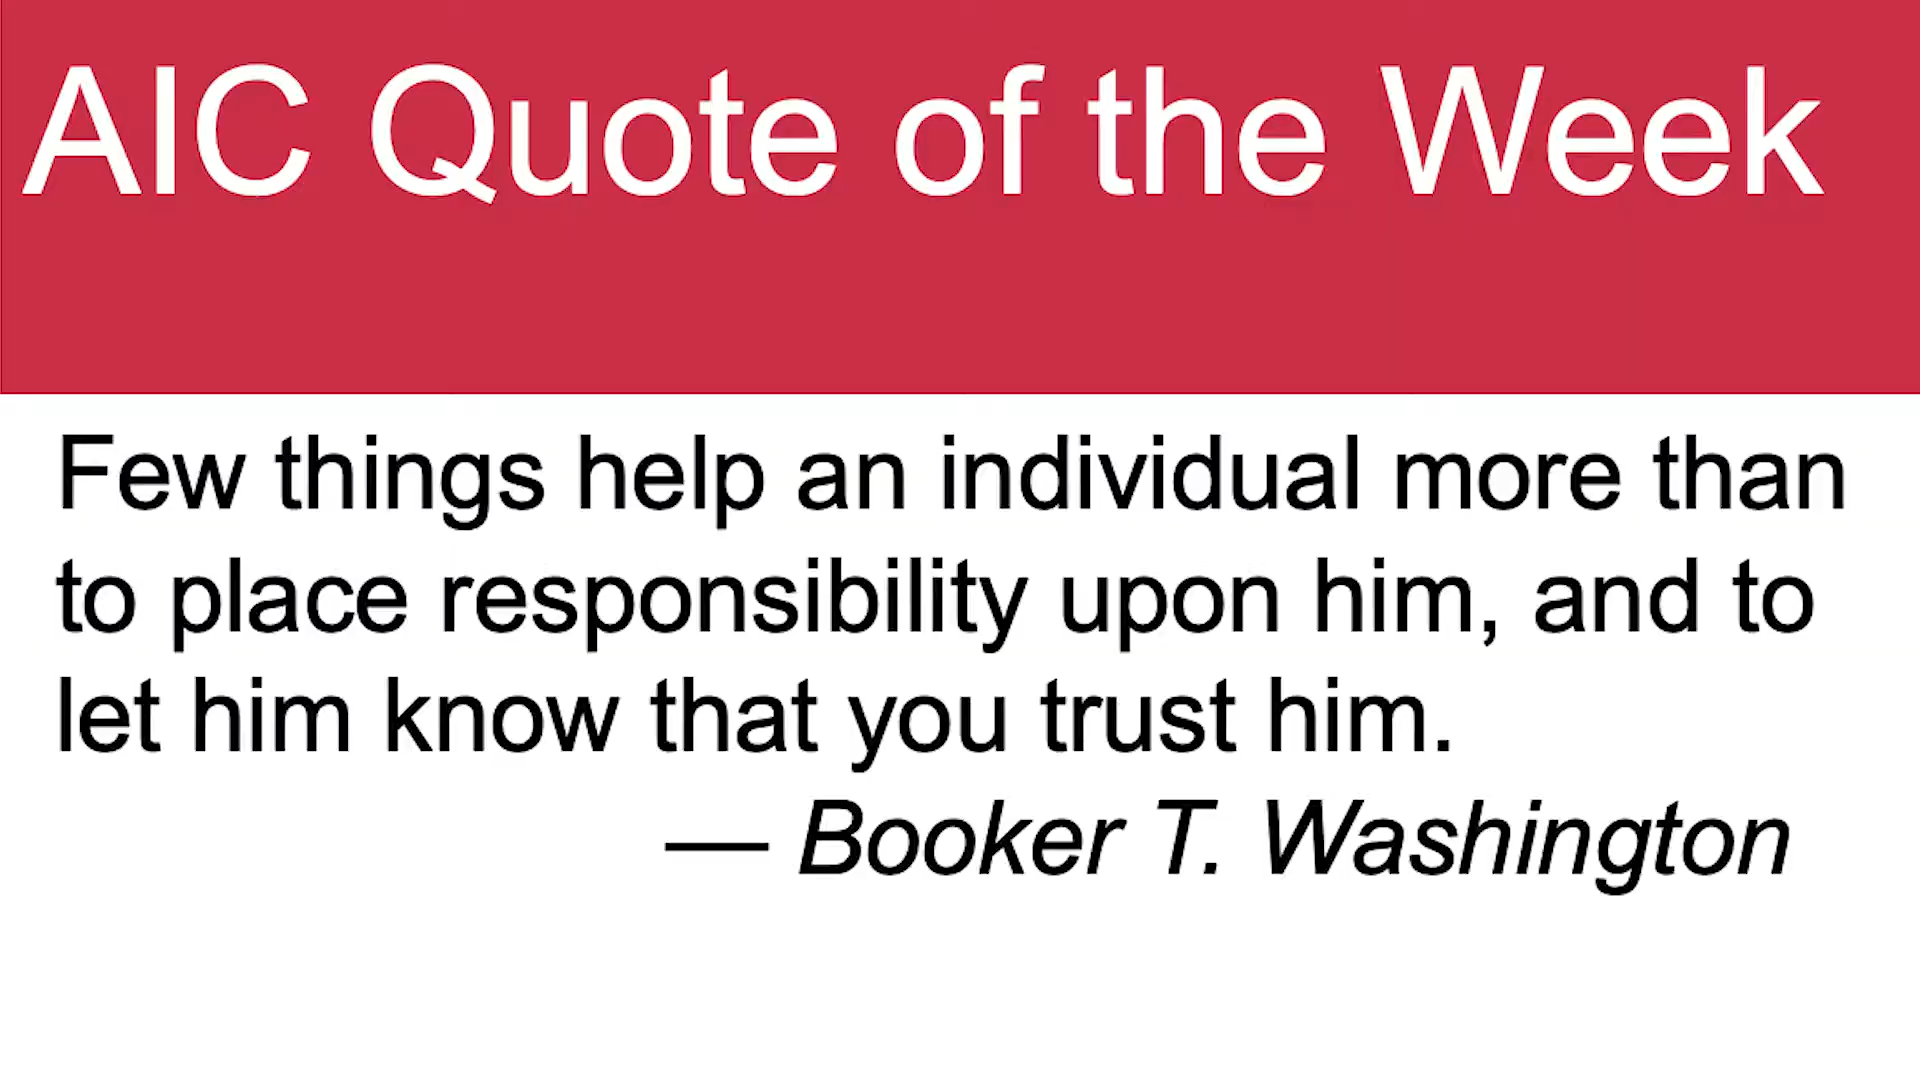 AIC Quote of the Week
Few things help an individual more than
to place responsibility upon him, and to
let him know that you trust him.
— Booker T. Washington